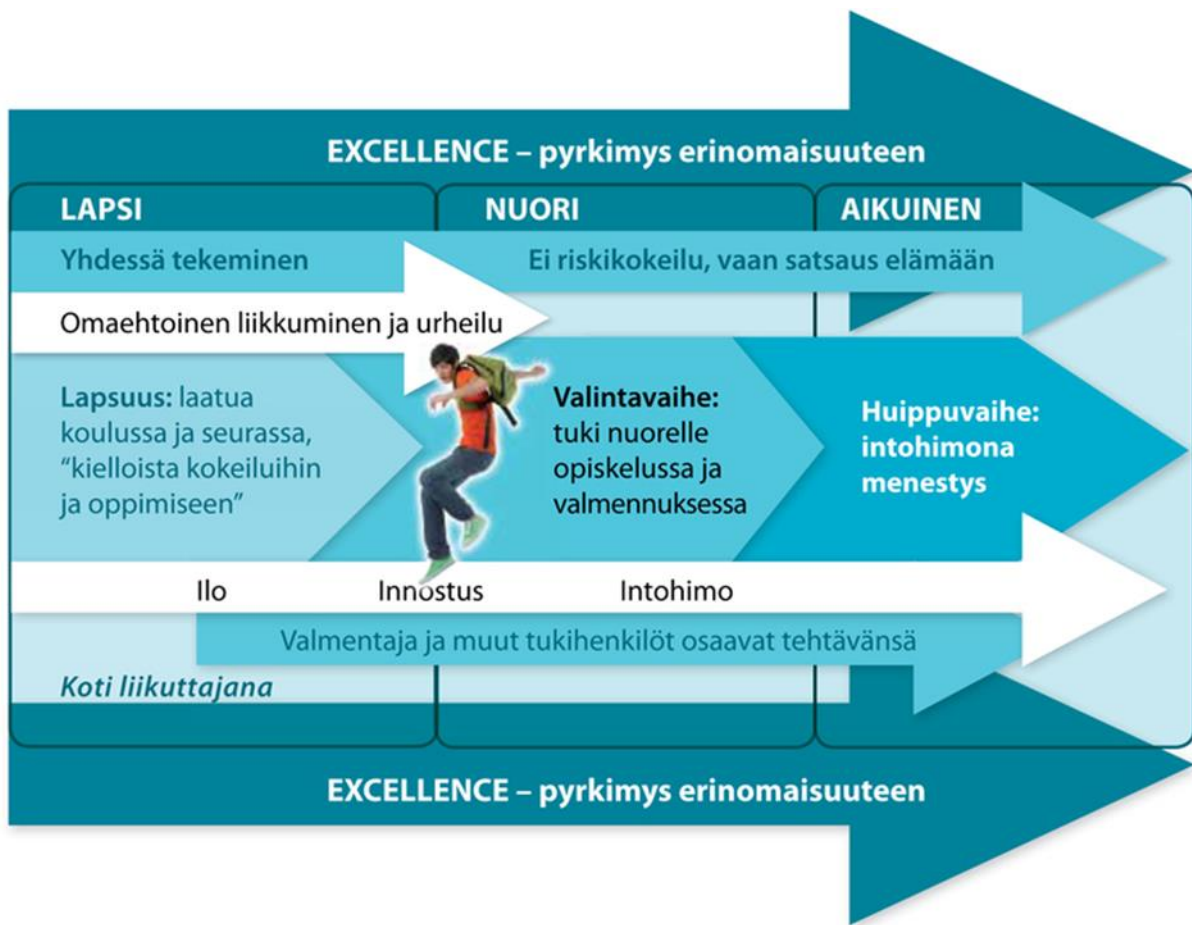 EXCELLENCE – pyrkimys erinomaisuuteen
LAPSI
NUORI
AIKUINEN
Yhdessä tekeminen
Ei riskikokeilu, vaan satsaus elämään
Omaehtoinen liikkuminen ja urheilu
Lapsuus: laatua
koulussa ja seurassa,
“kielloista kokeiluihin
ja oppimiseen”
Valintavaihe:
tuki nuorelle
opiskelussa ja
valmennuksessa
Huippuvaihe:
intohimona
menestys
Ilo
Innostus
Intohimo
Valmentaja ja muut tukihenkilöt osaavat tehtävänsä
Koti liikuttajana
EXCELLENCE – pyrkimys erinomaisuuteen